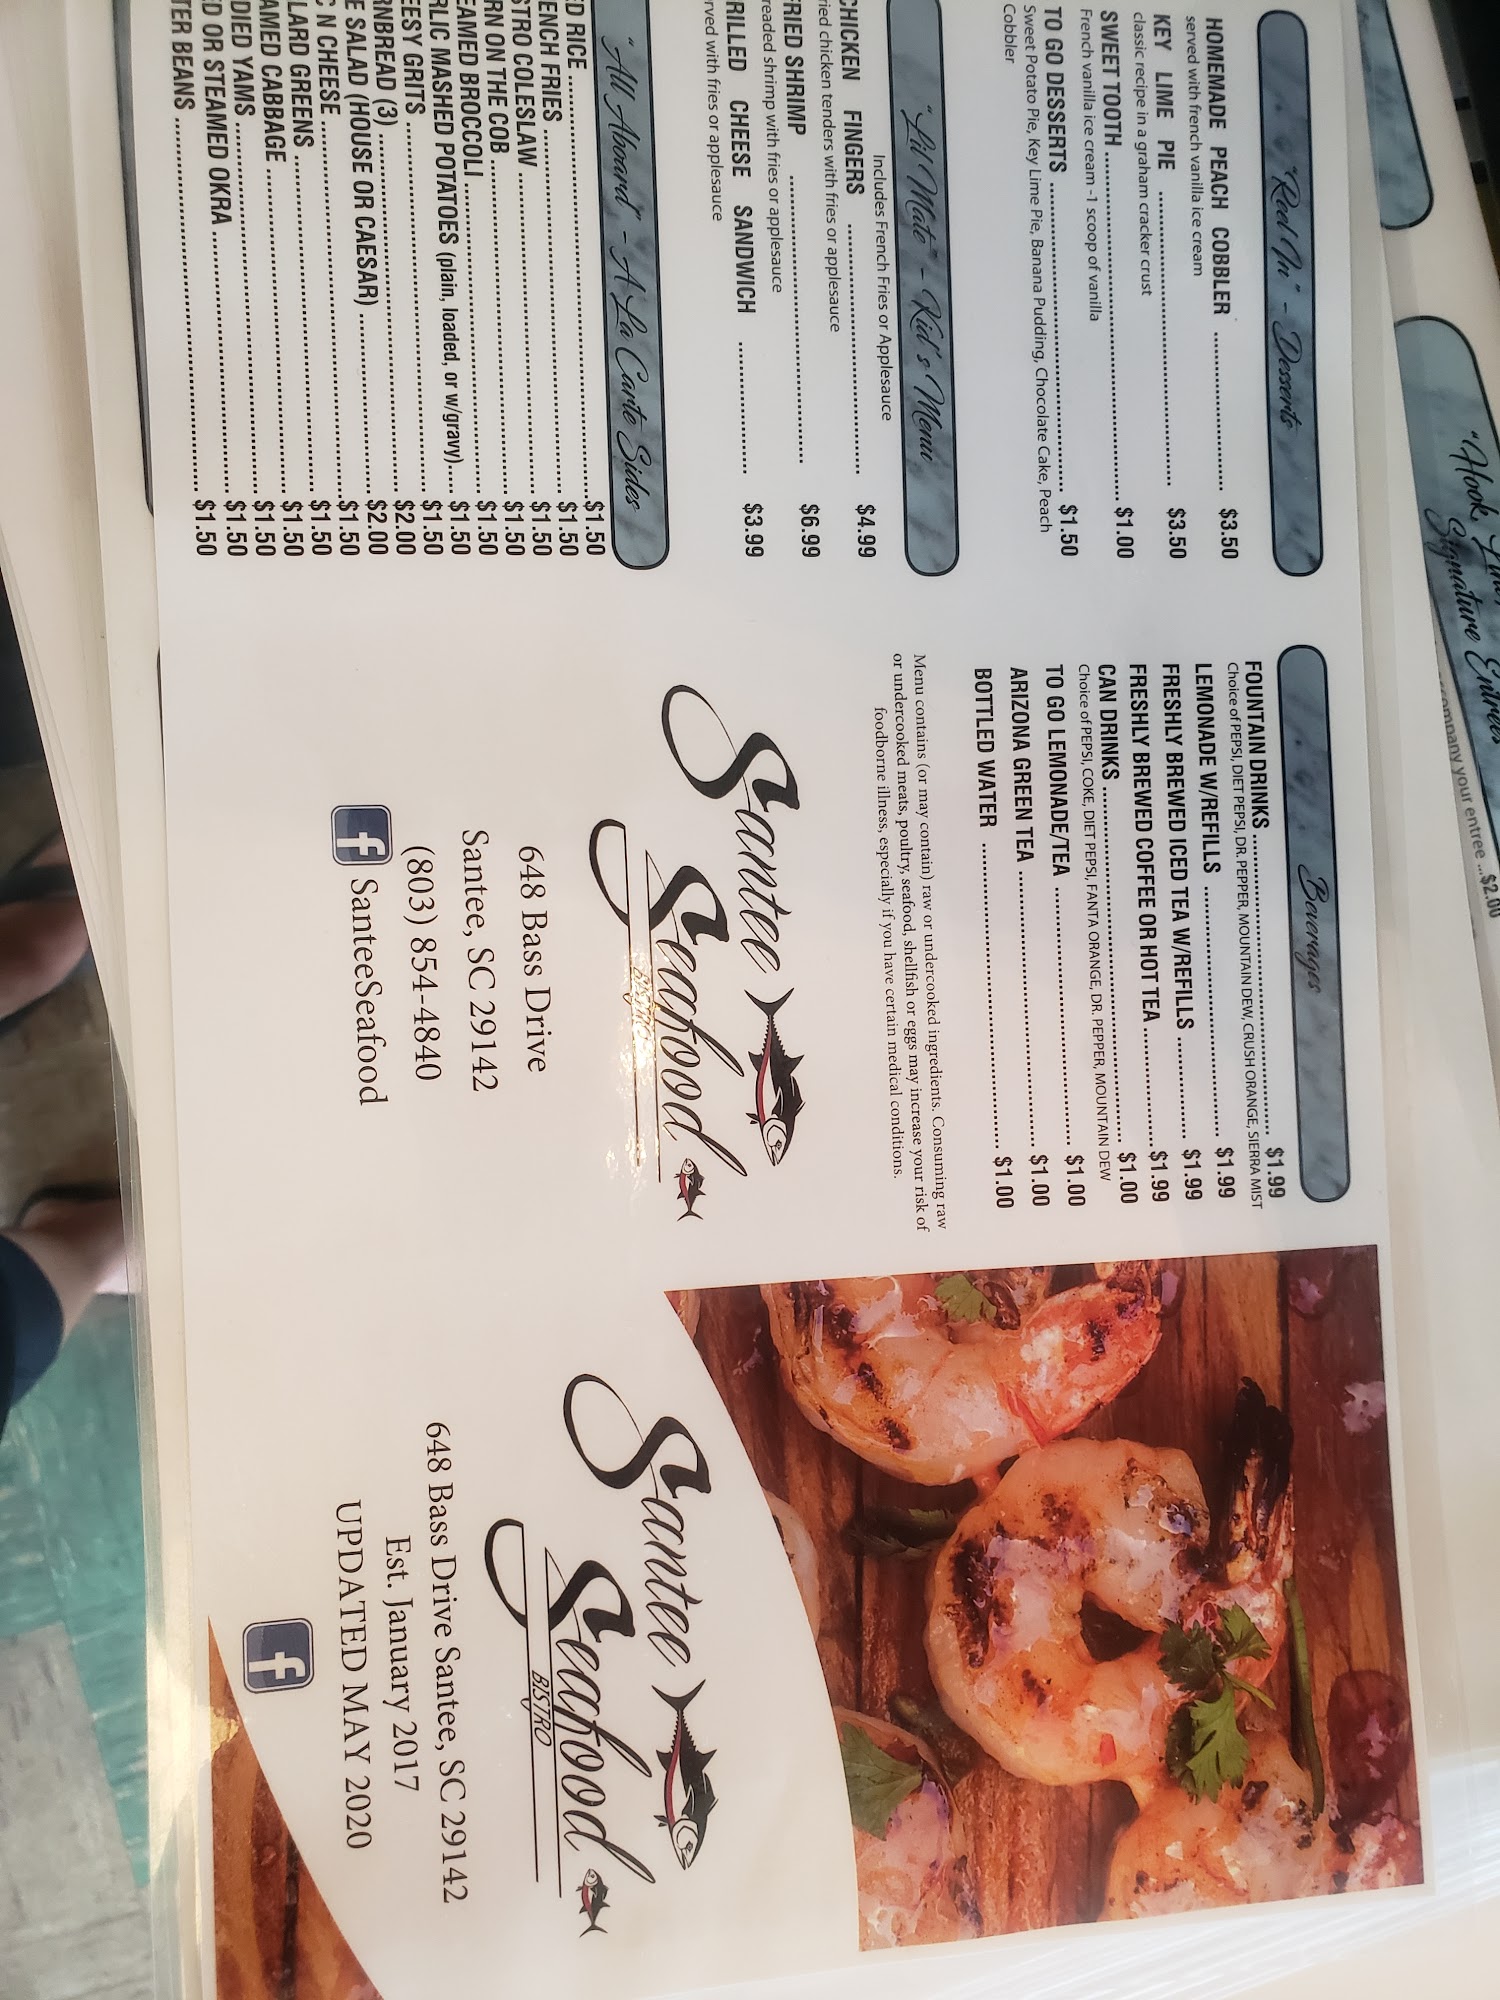 "Reel In" - Desserts
HOMEMADE PEACH COBBLER ........ $3.50
served with french vanilla ice cream
KEY LIME PIE ........ $3.50
classic recipe in a graham cracker crust
SWEET TOOTH ........ $1.00
French vanilla ice cream - 1 scoop of vanilla
TO GO DESSERTS ........ $1.50
Sweet Potato Pie, Key Lime Pie, Banana Pudding, Chocolate Cake, Peach
Cobbler
"Lil Mate" - Kid's Menu
Includes French Fries or Applesauce
CHICKEN FINGERS ........ $4.99
ried chicken tenders with fries or applesauce
FRIED SHRIMP ........ $6.99
readed shrimp with fries or applesauce
RILLED CHEESE SANDWICH ........ $3.99
rved with fries or applesauce
"All Aboard" - A La Carte Sides
ED RICE ........ $1.50
ENCH FRIES ........ $1.50
STRO COLESLAW ........ $1.50
RN ON THE COB ........ $1.50
EAMED BROCCOLI ........ $1.50
RLIC MASHED POTATOES (plain, loaded, or w/gravy) .... $1.50
EESY GRITS ........ $1.50
RNBREAD (3) ........ $2.00
E SALAD (HOUSE OR CAESAR) ........ $2.00
C N CHEESE ........ $1.50
LARD GREENS ........ $1.50
AMED CABBAGE ........ $1.50
DIED YAMS ........ $1.50
ED OR STEAMED OKRA ........ $1.50
TER BEANS ........ $1.50
Beverages
FOUNTAIN DRINKS ........ $1.99
Choice of PEPSI, DIET PEPSI, DR. PEPPER, MOUNTAIN DEW, CRUSH ORANGE, SIERRA MIST
LEMONADE W/REFILLS ........ $1.99
FRESHLY BREWED ICED TEA W/REFILLS ........ $1.99
FRESHLY BREWED COFFEE OR HOT TEA ........ $1.99
CAN DRINKS ........ $1.00
Choice of PEPSI, COKE, DIET PEPSI, FANTA ORANGE, DR. PEPPER, MOUNTAIN DEW
TO GO LEMONADE/TEA ........ $1.00
ARIZONA GREEN TEA ........ $1.00
BOTTLED WATER ........ $1.00
Menu contains (or may contain) raw or undercooked ingredients. Consuming raw
or undercooked meats, poultry, seafood, shellfish or eggs may increase your risk of
foodborne illness, especially if you have certain medical conditions.
Santee
Seafood
BISTRO
648 Bass Drive
Santee, SC 29142
(803) 854-4840
f SanteeSeafood
Santee
Seafood
BISTRO
648 Bass Drive Santee, SC 29142
Est. January 2017
UPDATED MAY 2020
f
"Hook,
Signature Entrees
your entree ... $2.00